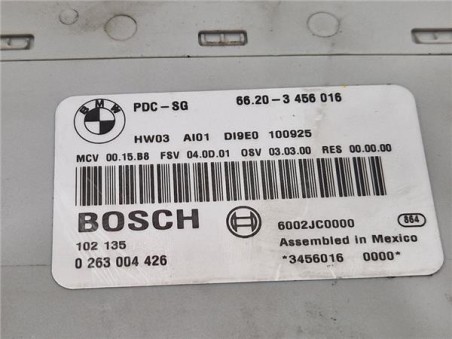 BMW
PDC-SG 66.20-3 456 016
HW03 AI01 DI9E0 100925
MCV 00.15.B8 FSV 04.0D.01 OSV 03.03.00 RES 00.00.00
BOSCH
6002JC0000 864
102 135 Assembled in Mexico
0 263 004 426 *3456016 0000*